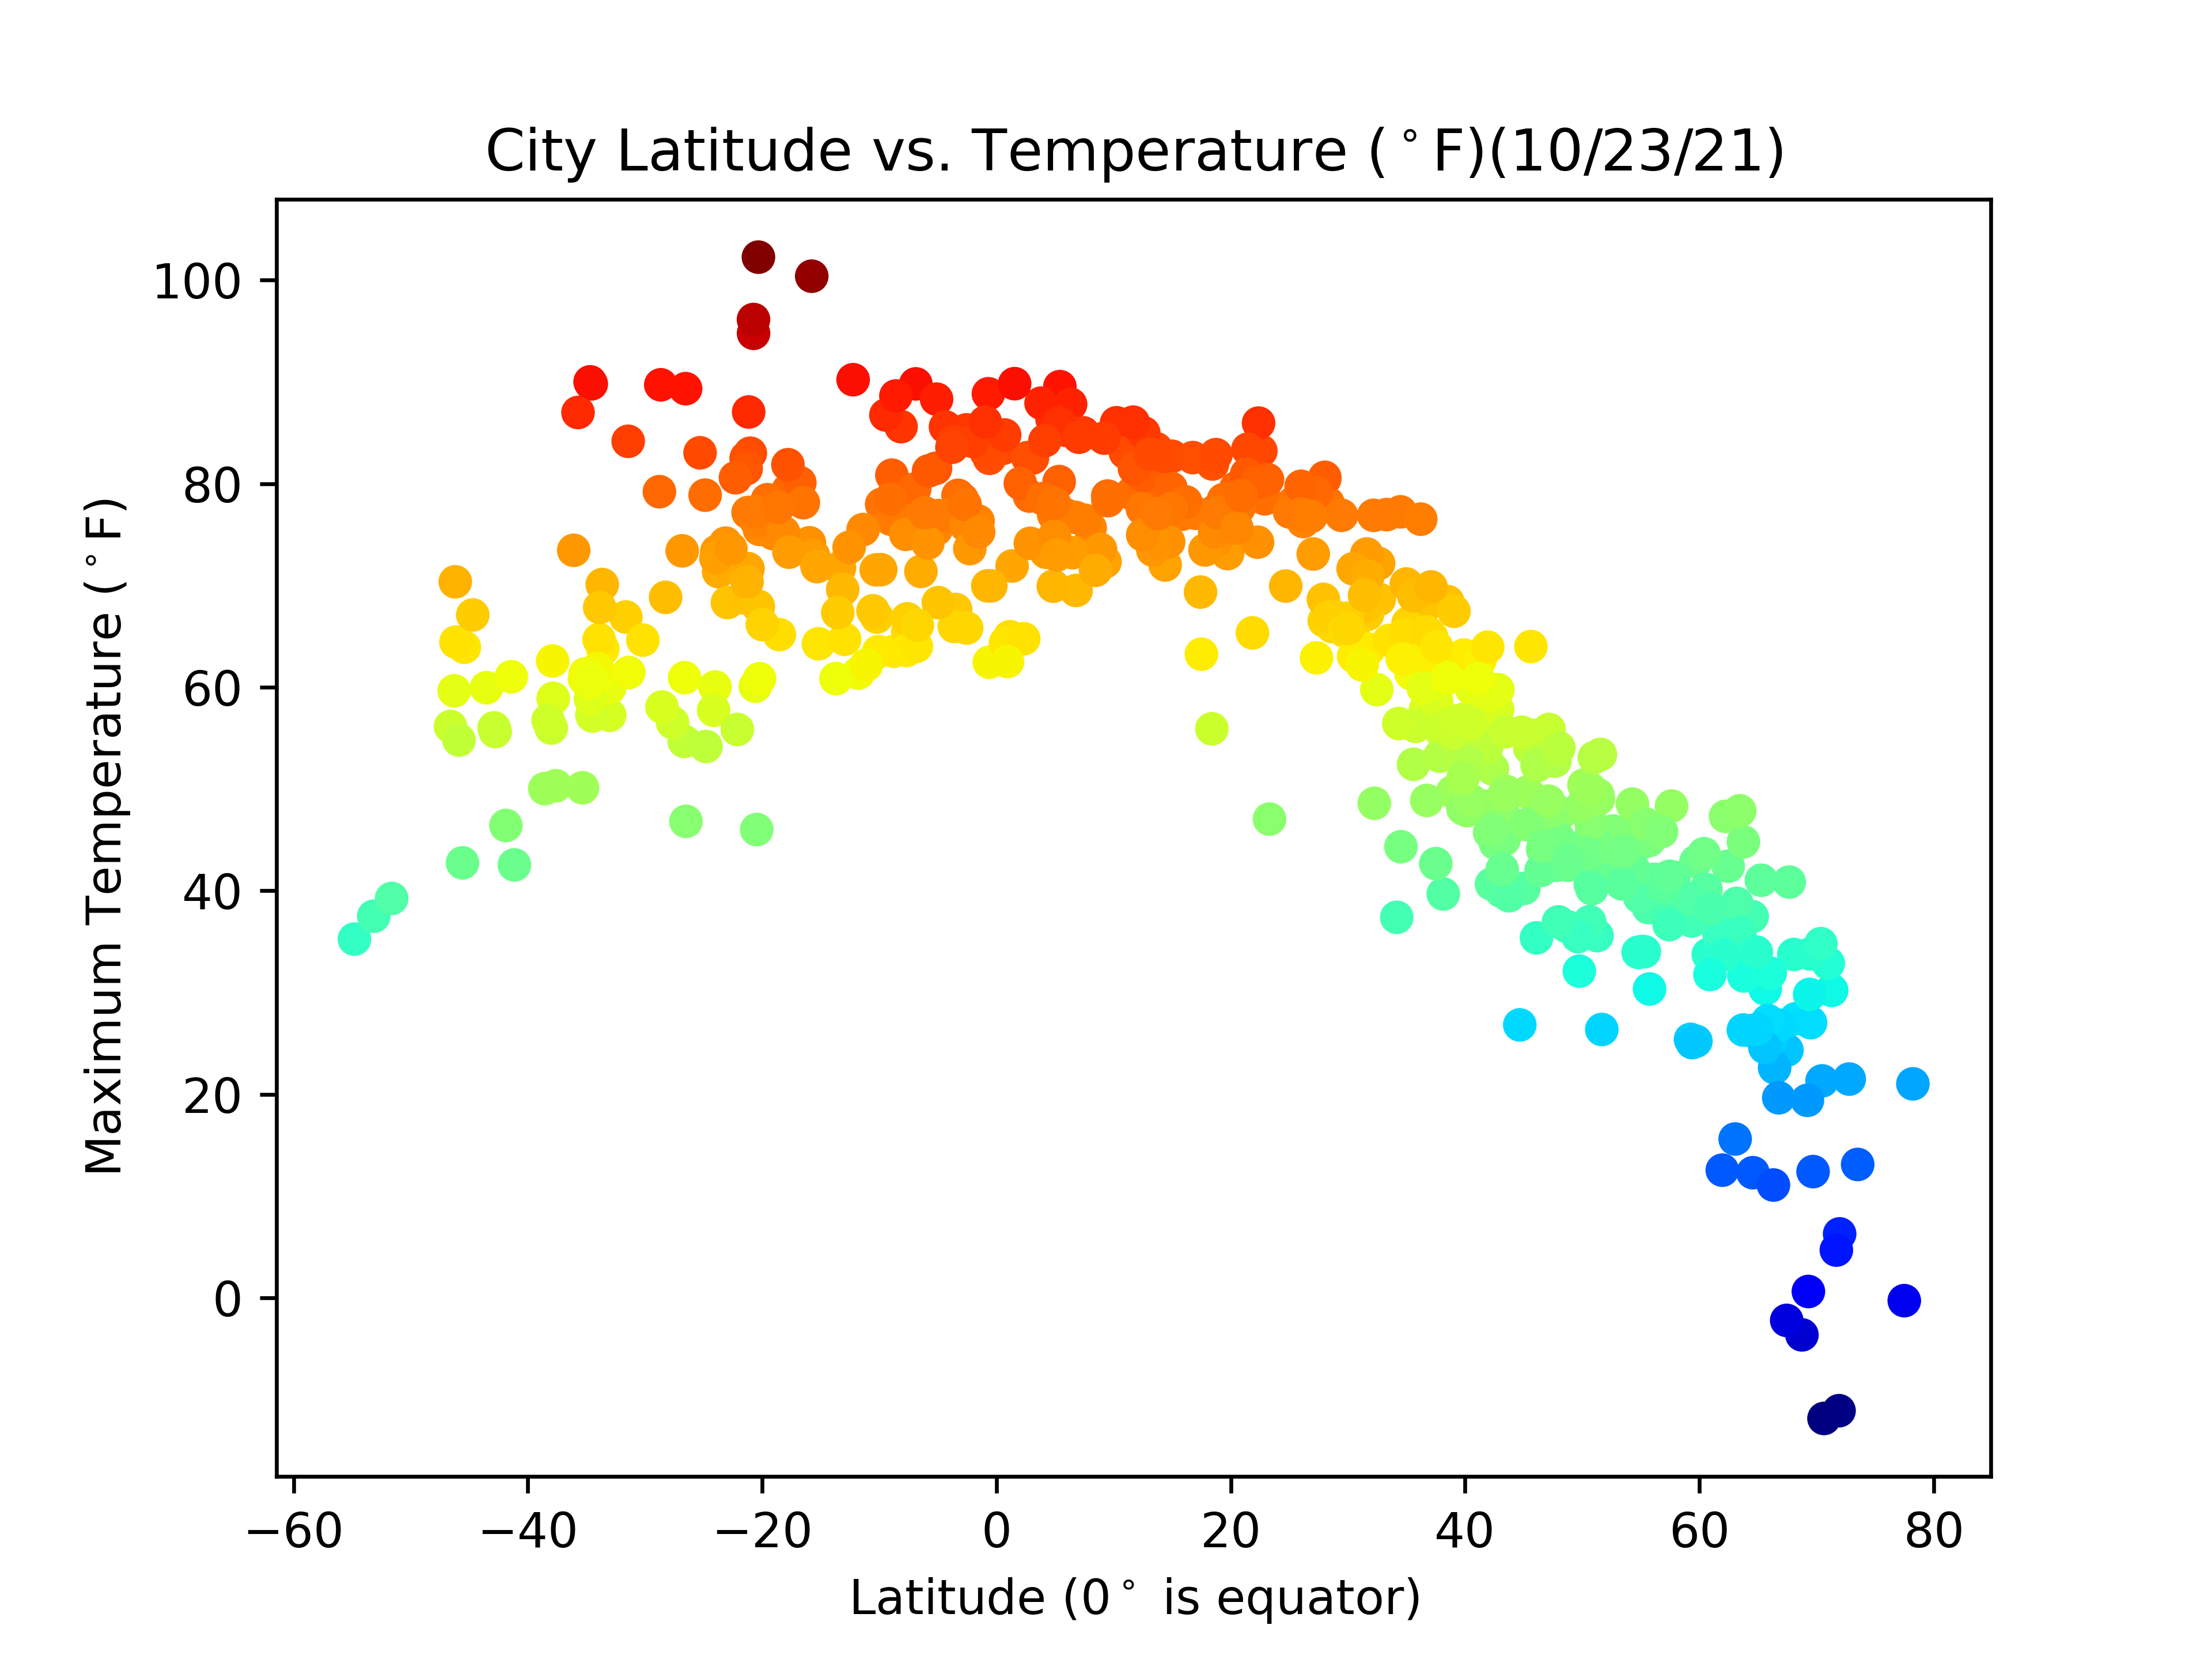 City Latitude vs. Temperature (°F)(10/23/21)
Maximum Temperature (°F)
100
80
60
40
20
0
−60 −40 −20 0 20 40 60 80
Latitude (0° is equator)